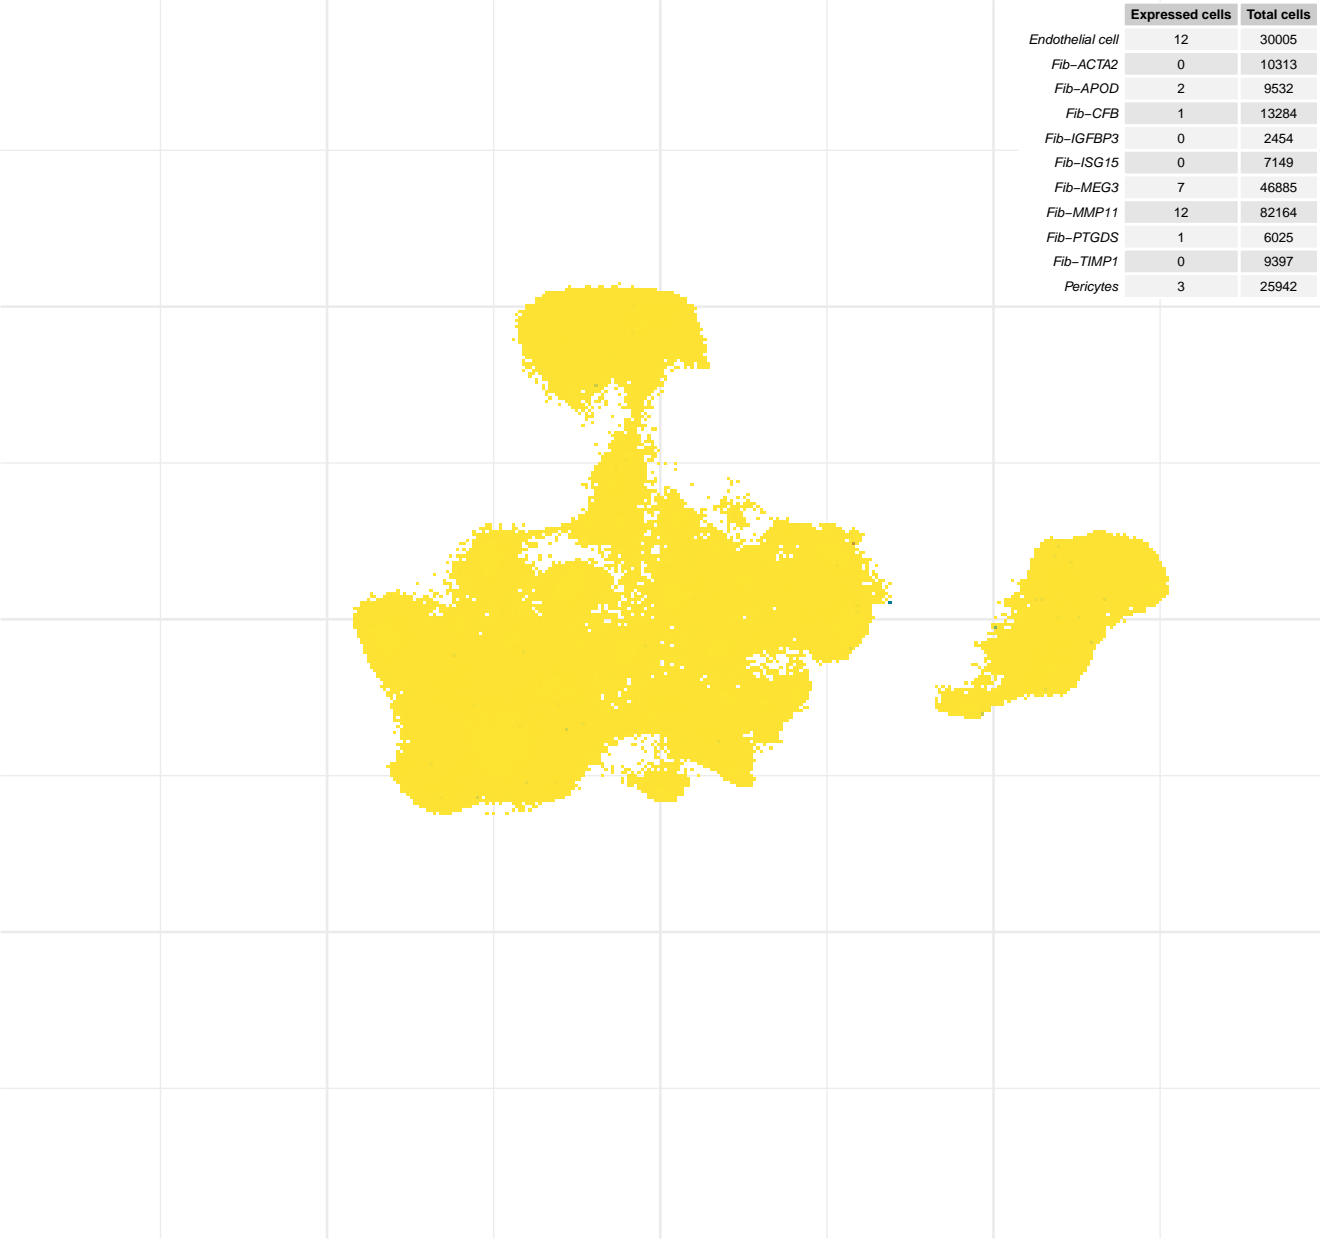 Expressed cells Total cells
Endothelial cell 12 30005
Fib−ACTA2 0 10313
Fib−APOD 2 9532
Fib−CFB 1 13284
Fib−IGFBP3 0 2454
Fib−ISG15 0 7149
Fib−MEG3 7 46885
Fib−MMP11 12 82164
Fib−PTGDS 1 6025
Fib−TIMP1 0 9397
Pericytes 3 25942